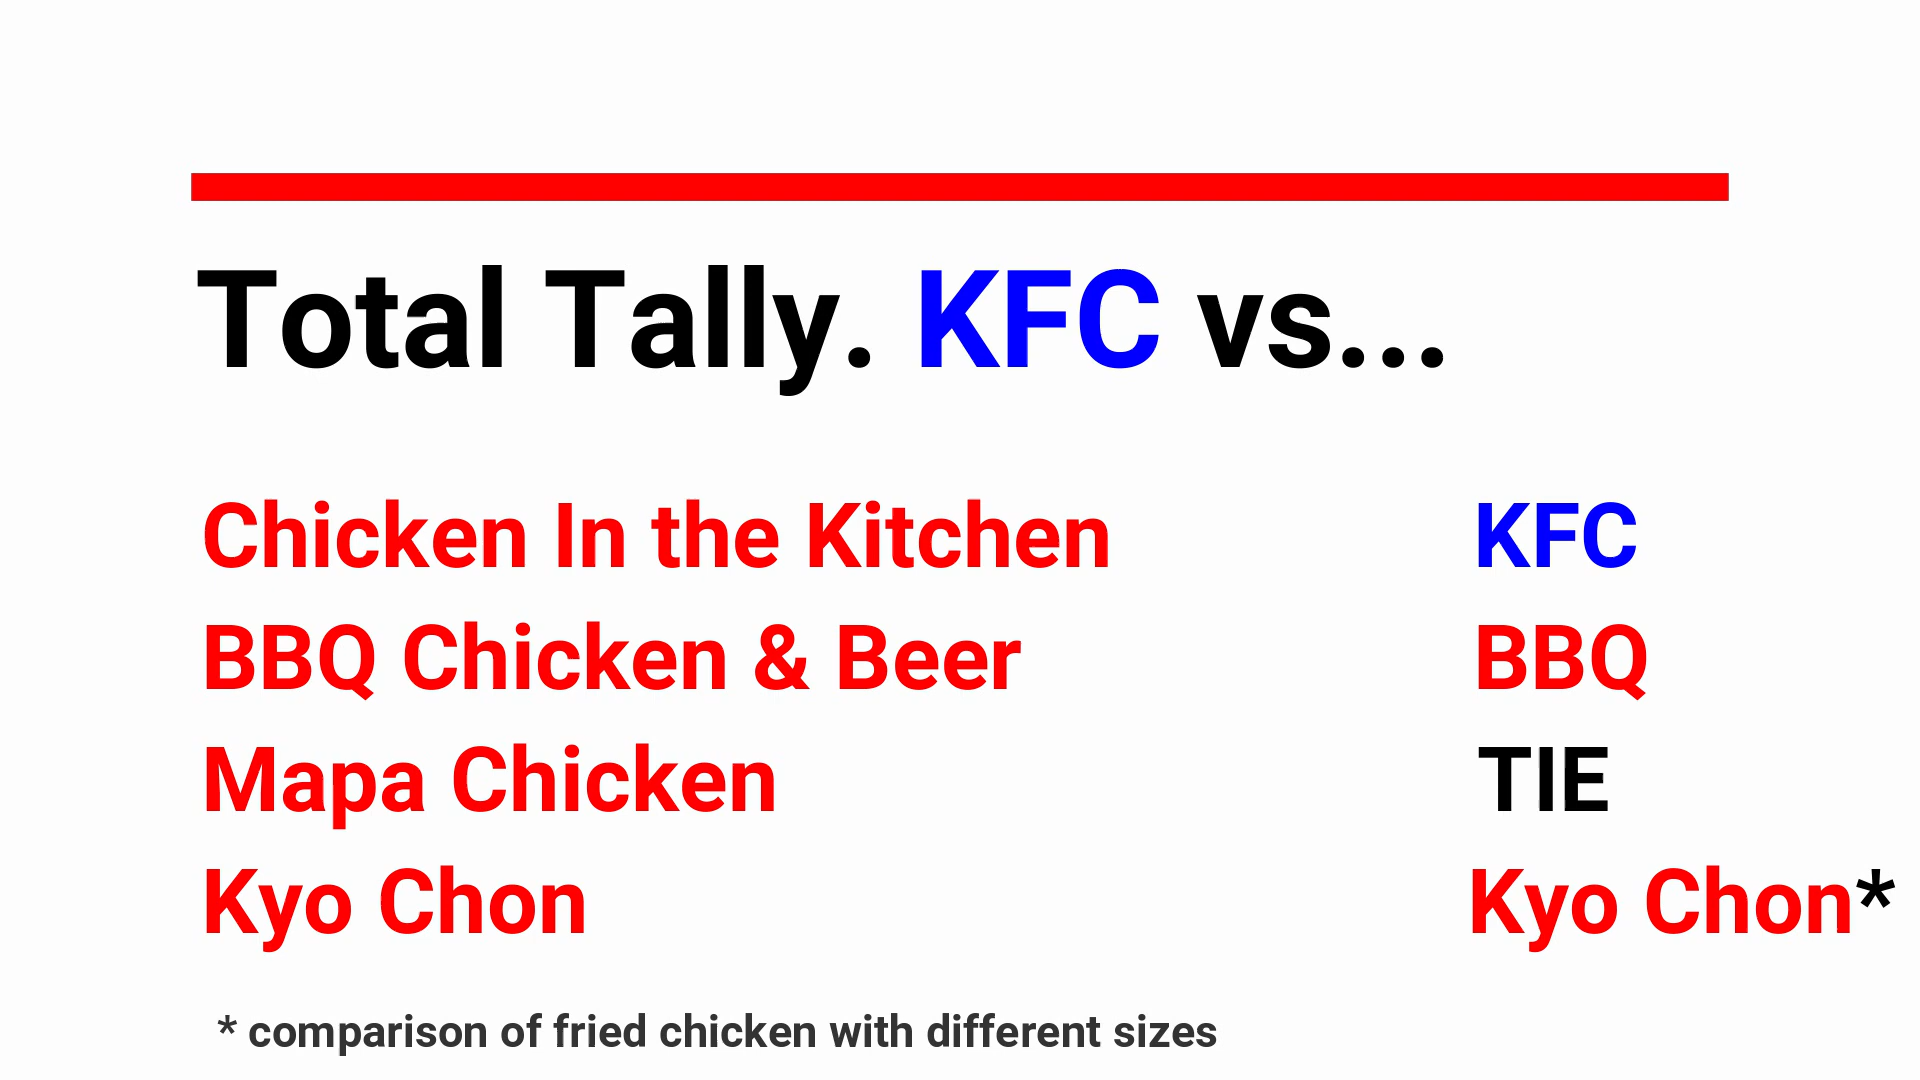 Total Tally. KFC vs...
Chicken In the Kitchen KFC
BBQ Chicken & Beer BBQ
Mapa Chicken TIE
Kyo Chon Kyo Chon*
* comparison of fried chicken with different sizes